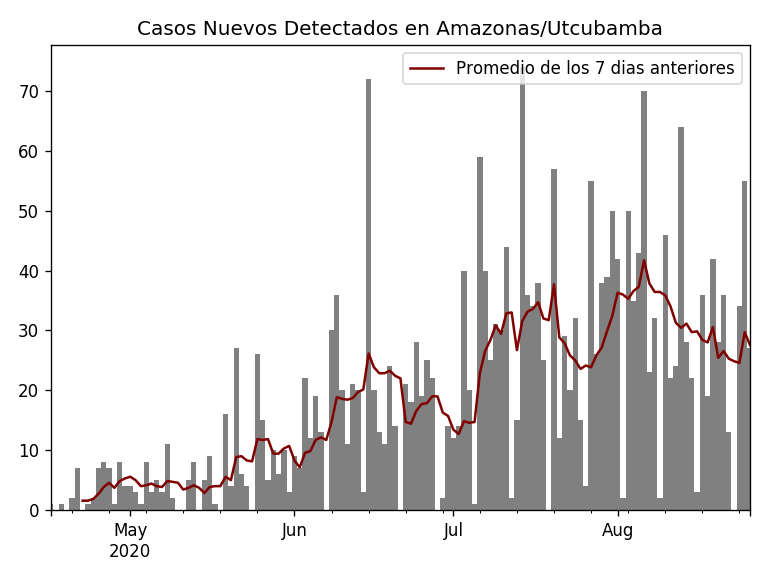 Casos Nuevos Detectados en Amazonas/Utcubamba
Promedio de los 7 dias anteriores
70
60
50
40
30
20
10
0
May
2020
Jun
Jul
Aug